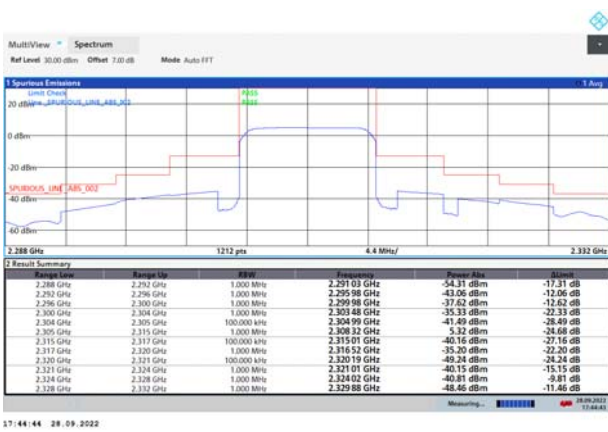 MultiView Spectrum
Ref Level 30.00 dBm Offset 7.00 dB Mode Auto FFT
1 Spurious Emissions 1 Avg
Limit Check PASS
Line _SPURIOUS_LINE_ABS_002 PASS
20 dBm
0 dBm
-20 dBm
SPURIOUS_LINE_ABS_002
-40 dBm
-60 dBm
2.288 GHz 1212 pts 4.4 MHz/ 2.332 GHz
2 Result Summary
Range Low Range Up RBW Frequency Power Abs ΔLimit
2.288 GHz 2.292 GHz 1.000 MHz 2.291 03 GHz -54.31 dBm -17.31 dB
2.292 GHz 2.296 GHz 1.000 MHz 2.295 98 GHz -43.06 dBm -12.06 dB
2.296 GHz 2.300 GHz 1.000 MHz 2.299 98 GHz -37.62 dBm -12.62 dB
2.300 GHz 2.304 GHz 1.000 MHz 2.303 48 GHz -35.33 dBm -22.33 dB
2.304 GHz 2.305 GHz 100.000 kHz 2.304 99 GHz -41.49 dBm -28.49 dB
2.305 GHz 2.315 GHz 1.000 MHz 2.308 32 GHz 5.32 dBm -24.68 dB
2.315 GHz 2.317 GHz 100.000 kHz 2.315 01 GHz -40.16 dBm -27.16 dB
2.317 GHz 2.320 GHz 1.000 MHz 2.316 52 GHz -35.20 dBm -22.20 dB
2.320 GHz 2.321 GHz 100.000 kHz 2.320 19 GHz -49.24 dBm -24.24 dB
2.321 GHz 2.324 GHz 1.000 MHz 2.321 01 GHz -40.15 dBm -15.15 dB
2.324 GHz 2.328 GHz 1.000 MHz 2.324 02 GHz -40.81 dBm -9.81 dB
2.328 GHz 2.332 GHz 1.000 MHz 2.329 88 GHz -48.46 dBm -11.46 dB
Measuring... 28.09.2022
17:44:43
17:44:44 28.09.2022